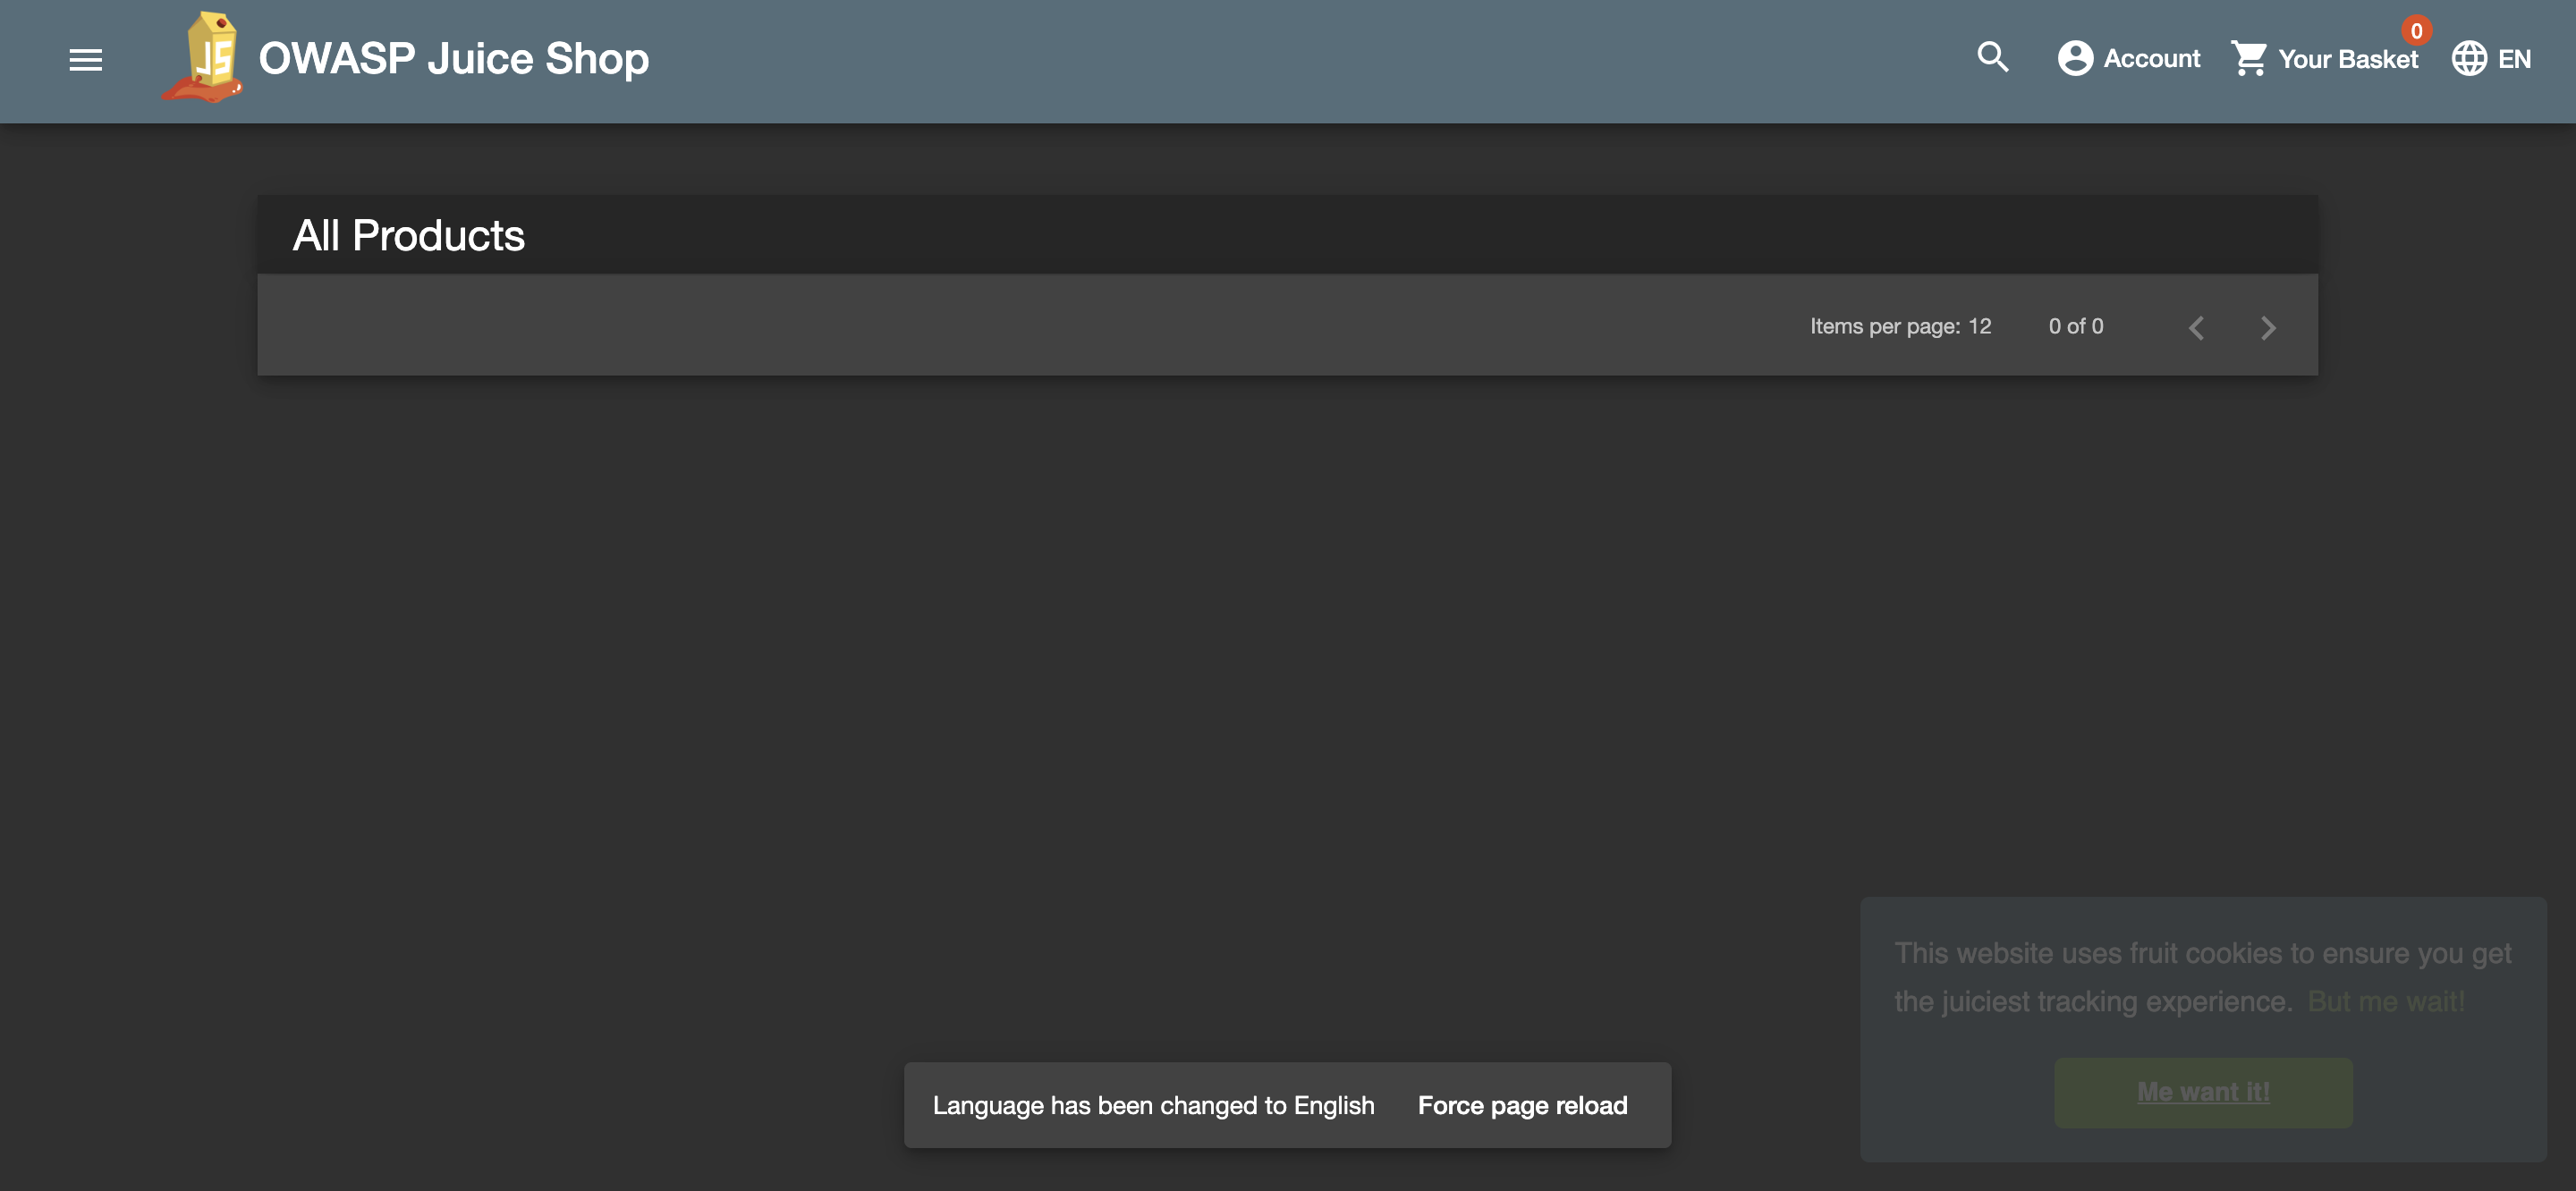 JS
OWASP Juice Shop
Account
0
Your Basket
EN
All Products
Items per page: 12
0 of 0
This website uses fruit cookies to ensure you get
the juiciest tracking experience. But me wait!
Me want it!
Language has been changed to English
Force page reload